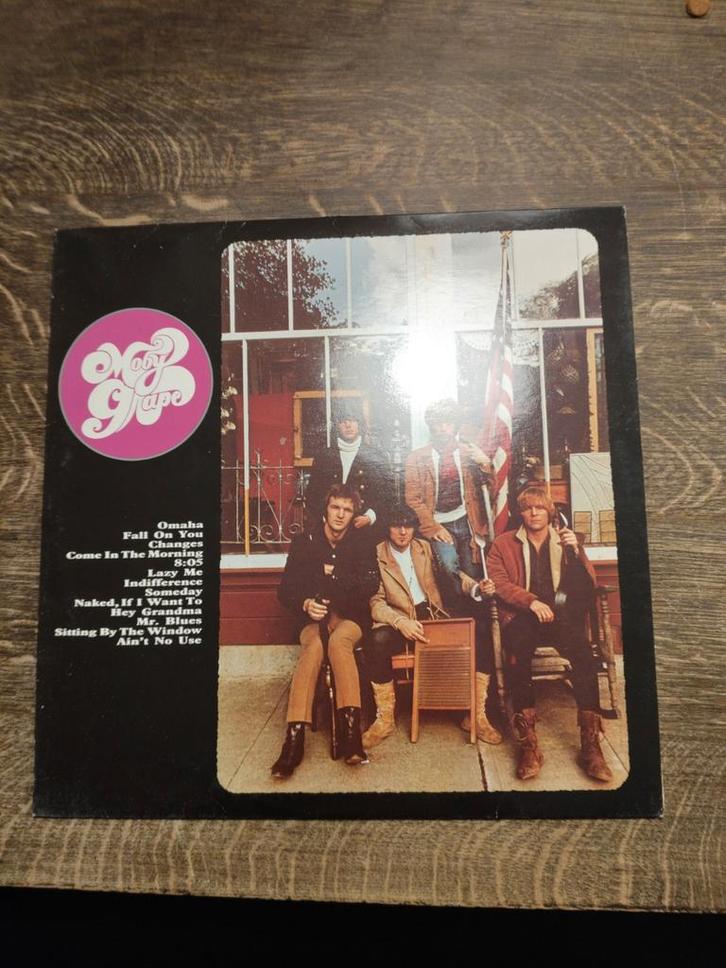 Moby
Grape
Omaha
Fall On You
Changes
Come In The Morning
8:05
Lazy Me
Indifference
Someday
Naked, If I Want To
Hey Grandma
Mr. Blues
Sitting By The Window
Ain't No Use